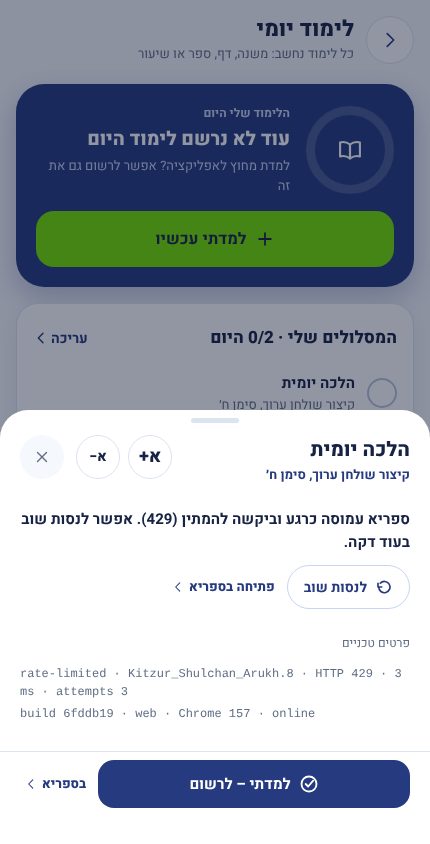 לימוד יומי
כל לימוד נחשב: משנה, דף, ספר או שיעור
הלימוד שלי היום
עוד לא נרשם לימוד היום
למדת מחוץ לאפליקציה? אפשר לרשום גם את
זה
למדתי עכשיו
המסלולים שלי · 0/2 היום
עריכה
הלכה יומית
קיצור שולחן ערוך, סימן ח׳
הלכה יומית
קיצור שולחן ערוך, סימן ח׳
א+
א−
ספריא עמוסה כרגע וביקשה להמתין (429). אפשר לנסות שוב
בעוד דקה.
לנסות שוב
פתיחה בספריא
פרטים טכניים
rate-limited · Kitzur_Shulchan_Arukh.8 · HTTP 429 · 3
ms · attempts 3
build 6fddb19 · web · Chrome 157 · online
למדתי – לרשום
בספריא